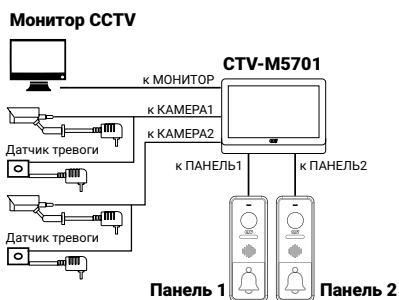 Монитор CCTV
CTV-M5701
к МОНИТОР
к КАМЕРА1
к КАМЕРА2
Датчик тревоги
к ПАНЕЛЬ1
к ПАНЕЛЬ2
Датчик тревоги
Панель 1
Панель 2